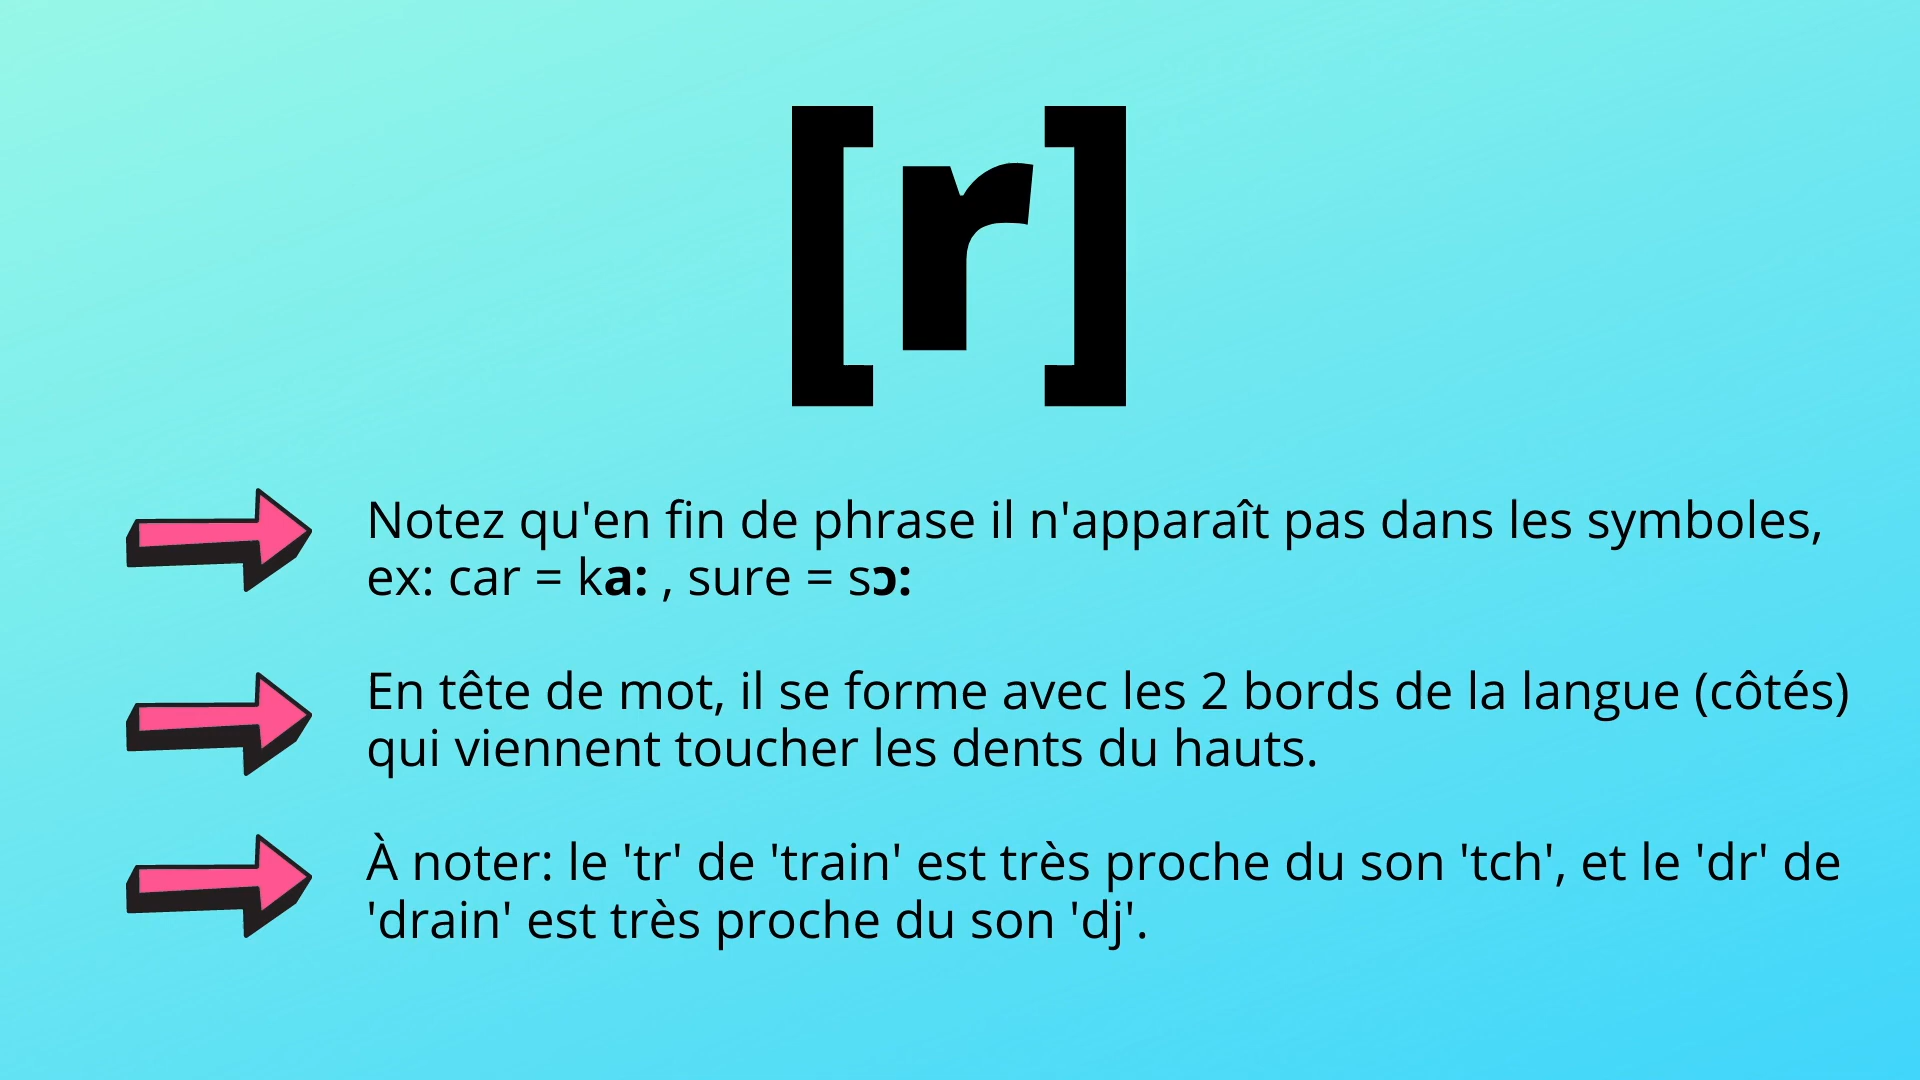 [r]
Notez qu'en fin de phrase il n'apparaît pas dans les symboles,
ex: car = ka: , sure = sɔ:
En tête de mot, il se forme avec les 2 bords de la langue (côtés)
qui viennent toucher les dents du hauts.
À noter: le 'tr' de 'train' est très proche du son 'tch', et le 'dr' de
'drain' est très proche du son 'dj'.